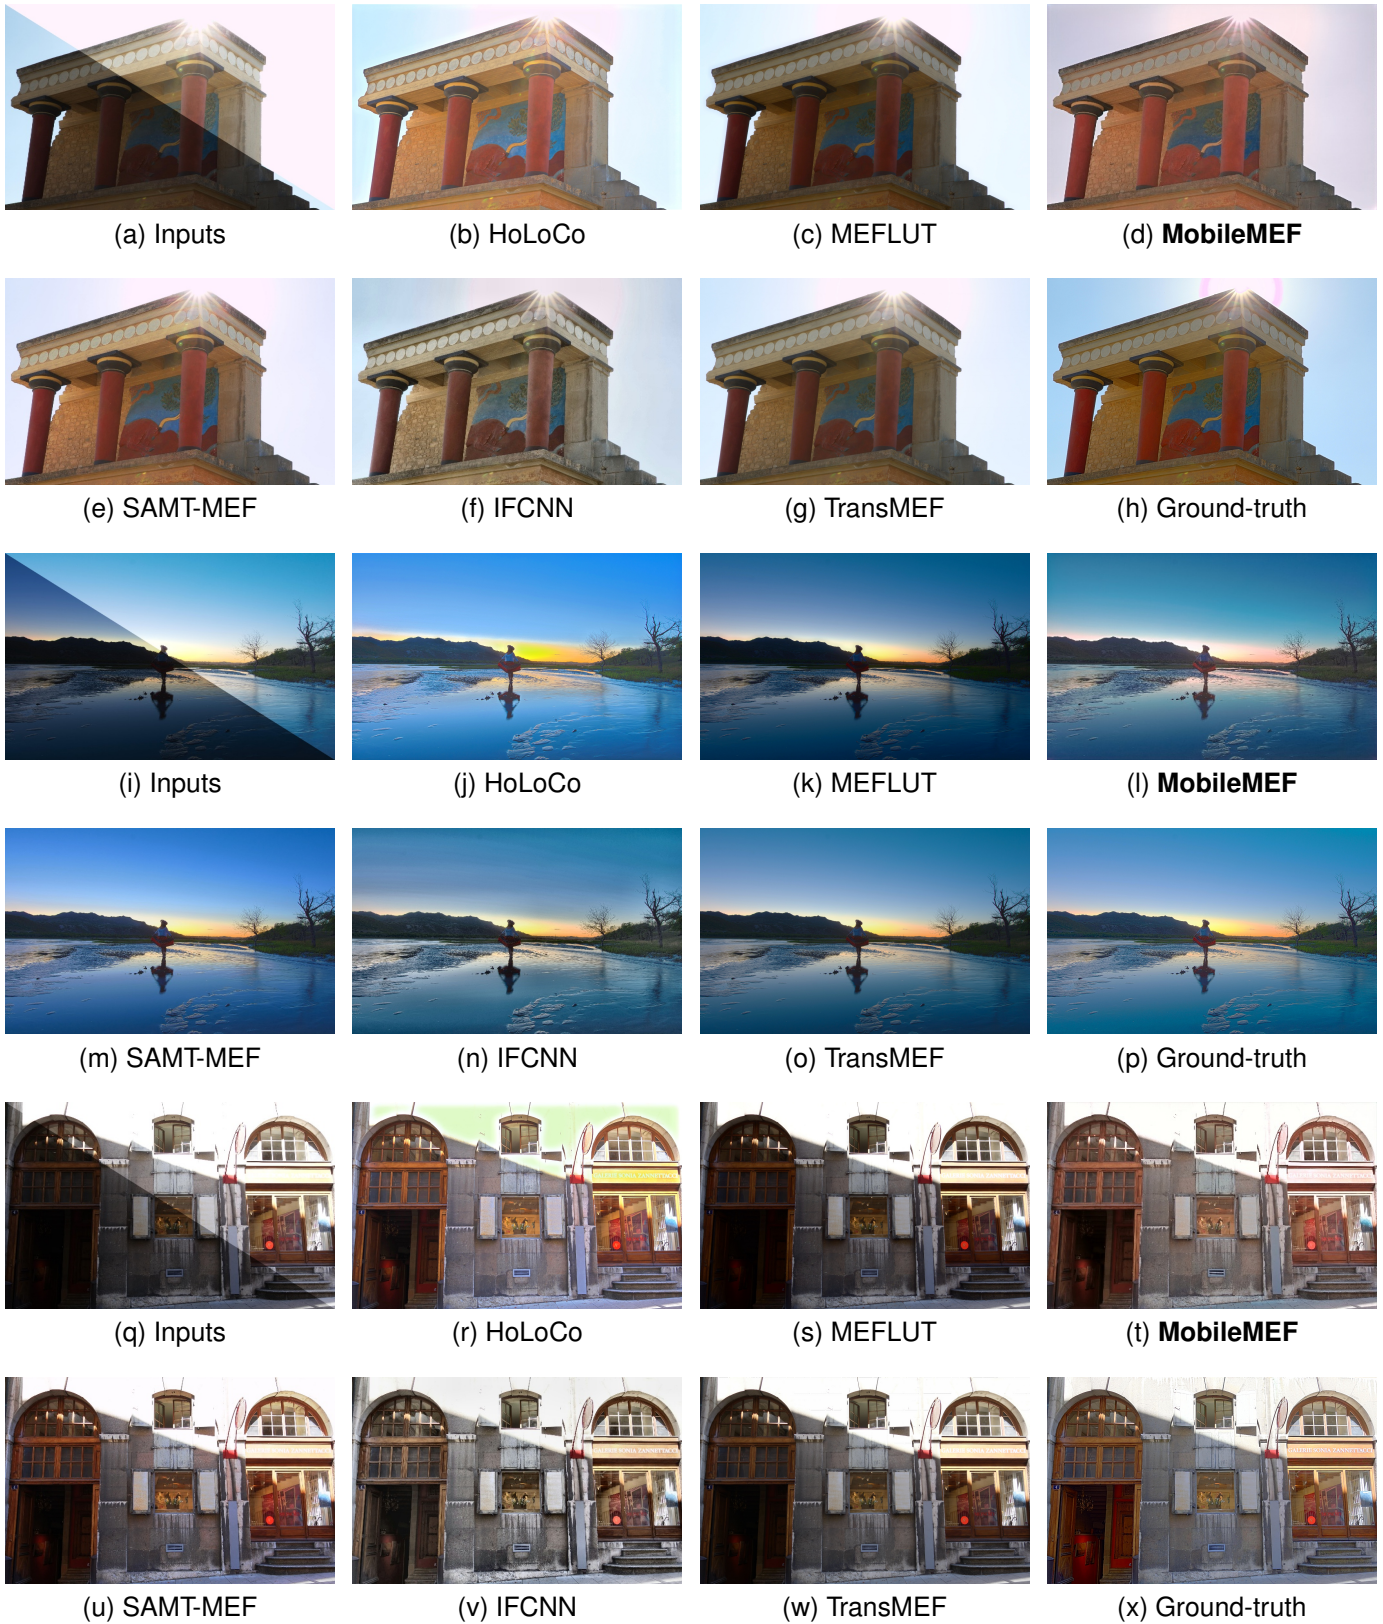 (a) Inputs
(b) HoLoCo
(c) MEFLUT
(d) MobileMEF
(e) SAMT-MEF
(f) IFCNN
(g) TransMEF
(h) Ground-truth
(i) Inputs
(j) HoLoCo
(k) MEFLUT
(l) MobileMEF
(m) SAMT-MEF
(n) IFCNN
(o) TransMEF
(p) Ground-truth
(q) Inputs
(r) HoLoCo
(s) MEFLUT
(t) MobileMEF
(u) SAMT-MEF
(v) IFCNN
(w) TransMEF
(x) Ground-truth